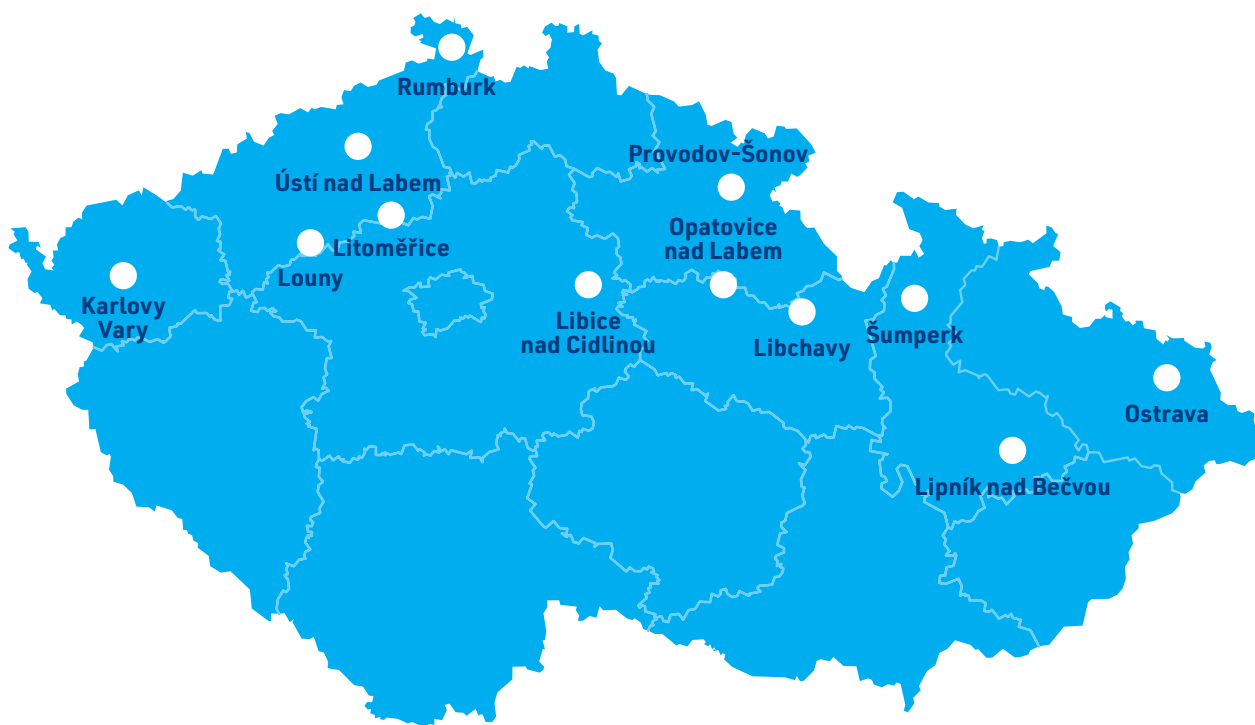 Rumburk
Provodov-Šonov
Ústí nad Labem
Opatovice
nad Labem
Litoměřice
Louny
Karlovy
Vary
Libice
nad Cidlinou
Libchavy
Šumperk
Ostrava
Lipník nad Bečvou